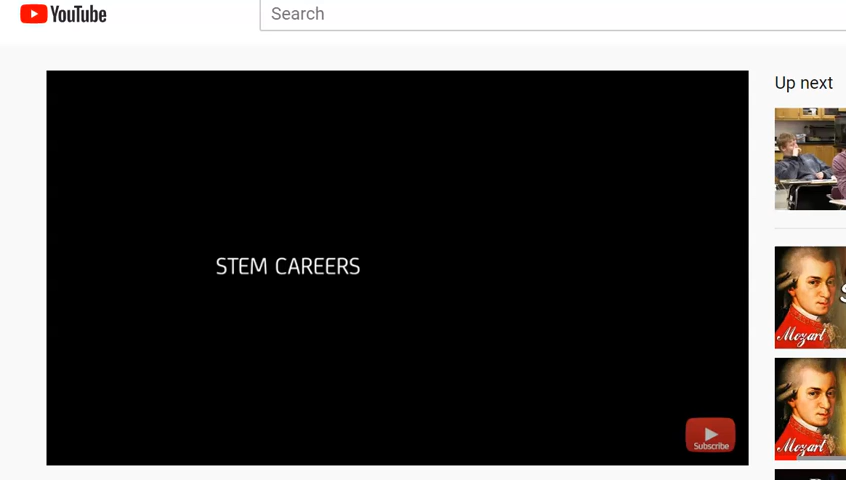 YouTube
Search
Up next
STEM CAREERS
Mozart
Mozart
Subscribe